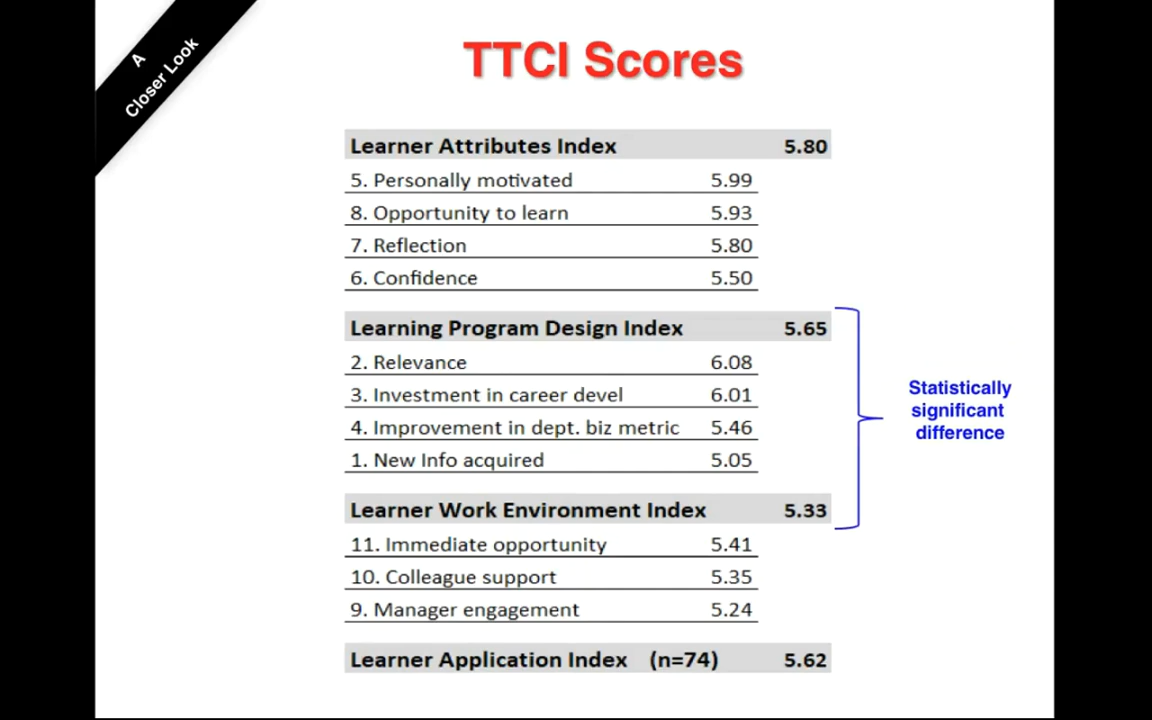 A
Closer Look
TTCI Scores
Learner Attributes Index 5.80
5. Personally motivated 5.99
8. Opportunity to learn 5.93
7. Reflection 5.80
6. Confidence 5.50
Learning Program Design Index 5.65
2. Relevance 6.08
3. Investment in career devel 6.01
4. Improvement in dept. biz metric 5.46
1. New Info acquired 5.05
Statistically
significant
difference
Learner Work Environment Index 5.33
11. Immediate opportunity 5.41
10. Colleague support 5.35
9. Manager engagement 5.24
Learner Application Index (n=74) 5.62